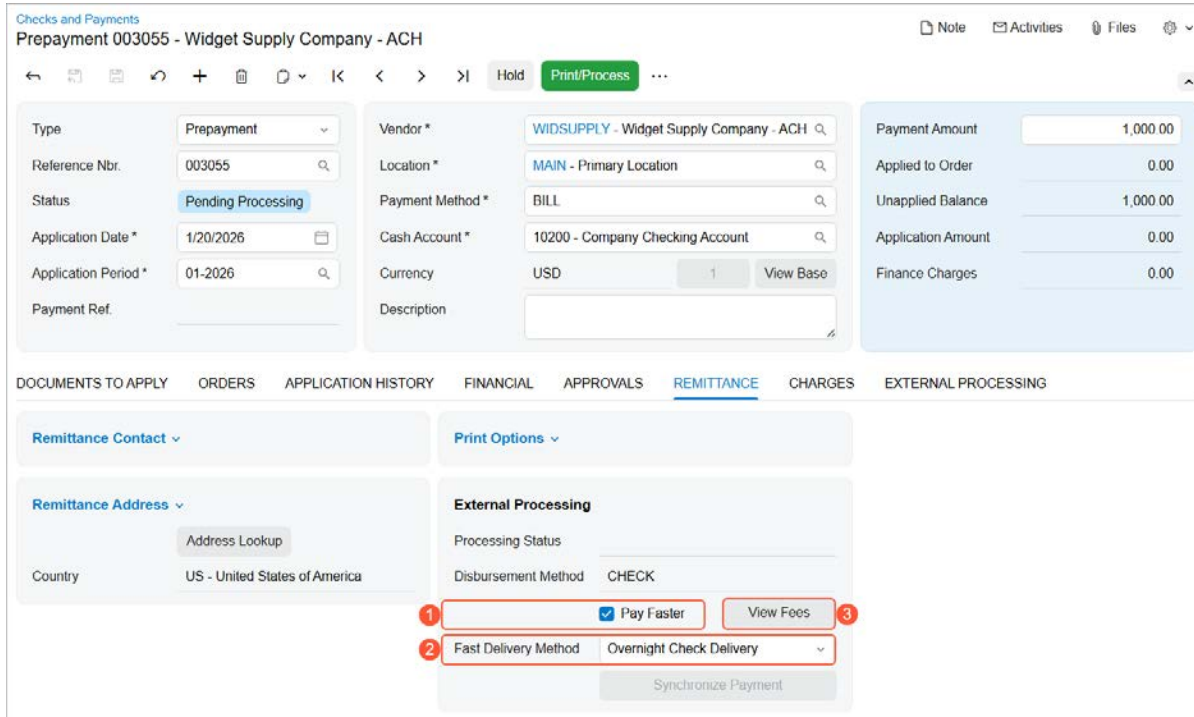 Checks and Payments
Prepayment 003055 - Widget Supply Company - ACH
Note Activities Files
Hold Print/Process ...
Type Prepayment
Reference Nbr. 003055
Status Pending Processing
Application Date * 1/20/2026
Application Period * 01-2026
Payment Ref.
Vendor * WIDSUPPLY - Widget Supply Company - ACH
Location * MAIN - Primary Location
Payment Method * BILL
Cash Account * 10200 - Company Checking Account
Currency USD 1 View Base
Description
Payment Amount 1,000.00
Applied to Order 0.00
Unapplied Balance 1,000.00
Application Amount 0.00
Finance Charges 0.00
DOCUMENTS TO APPLY ORDERS APPLICATION HISTORY FINANCIAL APPROVALS REMITTANCE CHARGES EXTERNAL PROCESSING
Remittance Contact
Remittance Address
Address Lookup
Country US - United States of America
Print Options
External Processing
Processing Status
Disbursement Method CHECK
1 Pay Faster View Fees 3
2 Fast Delivery Method Overnight Check Delivery
Synchronize Payment